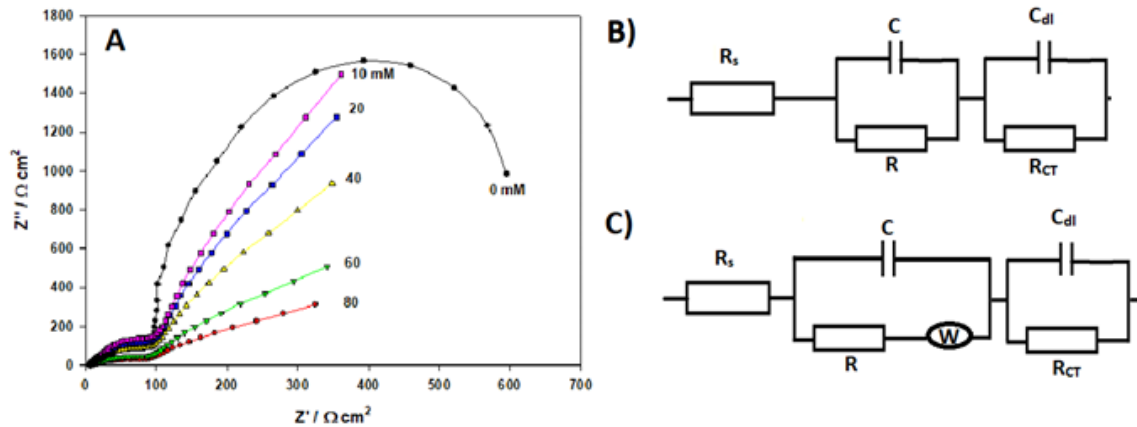 A
1800
1600
1400
1200
1000
800
600
400
200
0
Z'' / Ω cm²
0 100 200 300 400 500 600 700
Z' / Ω cm²
10 mM
20
40
60
80
0 mM
B)
Rs
C
R
Cdl
RCT
C)
Rs
C
R
W
Cdl
RCT